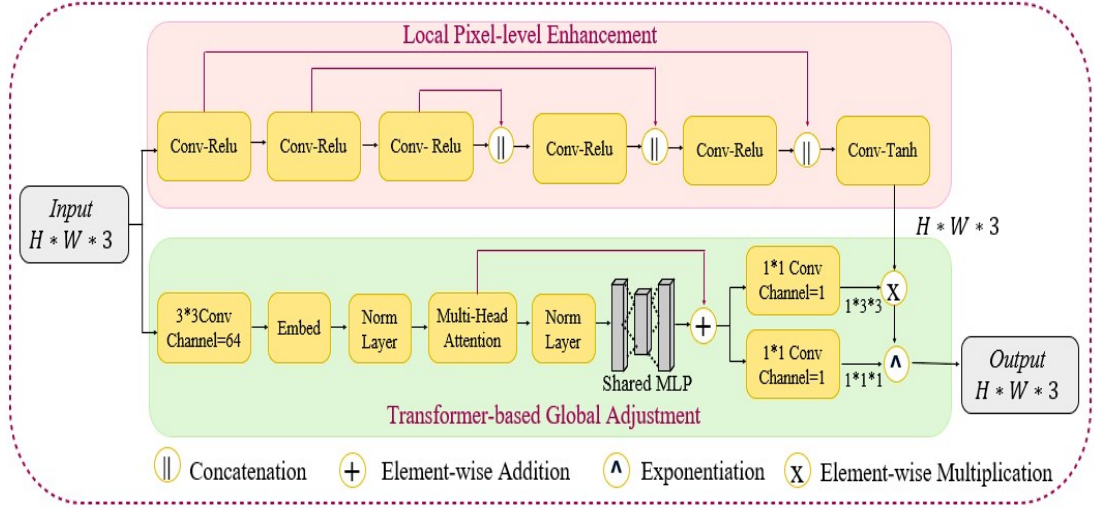 Local Pixel-level Enhancement
Conv-Relu
Conv-Relu
Conv- Relu
||
Conv-Relu
||
Conv-Relu
||
Conv-Tanh
Input
H * W * 3
H * W * 3
3*3Conv
Channel=64
Embed
Norm
Layer
Multi-Head
Attention
Norm
Layer
Shared MLP
+
1*1 Conv
Channel=1
1*3*3
X
1*1 Conv
Channel=1
1*1*1
^
Output
H * W * 3
Transformer-based Global Adjustment
|| Concatenation
+ Element-wise Addition
^ Exponentiation
X Element-wise Multiplication